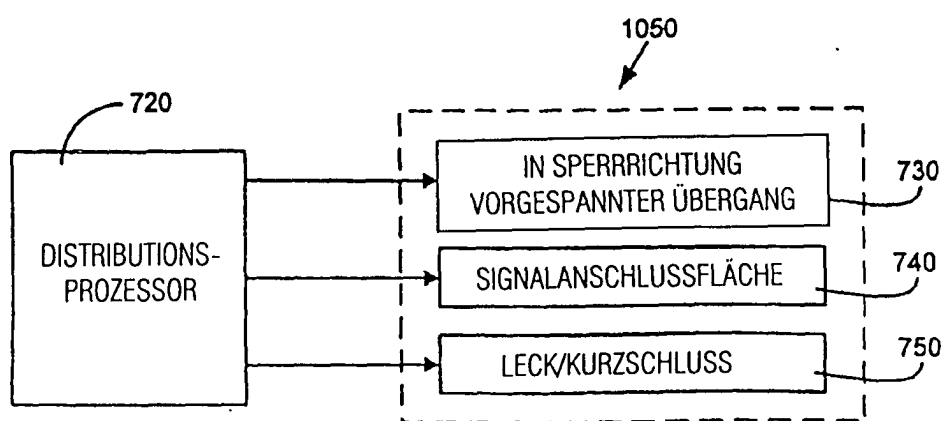 1050
720
IN SPERRRICHTUNG
VORGESPANNTER ÜBERGANG
730
DISTRIBUTIONS-
PROZESSOR
SIGNALANSCHLUSSFLÄCHE
740
LECK/KURZSCHLUSS
750